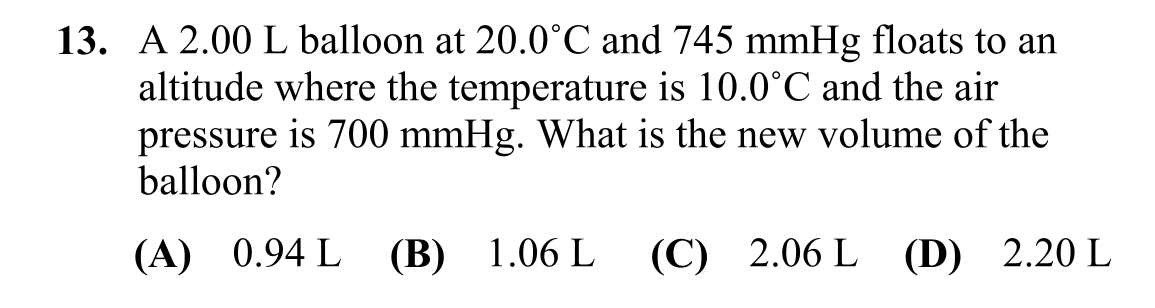 13. A 2.00 L balloon at 20.0˚C and 745 mmHg floats to an
altitude where the temperature is 10.0˚C and the air
pressure is 700 mmHg. What is the new volume of the
balloon?
(A) 0.94 L (B) 1.06 L (C) 2.06 L (D) 2.20 L